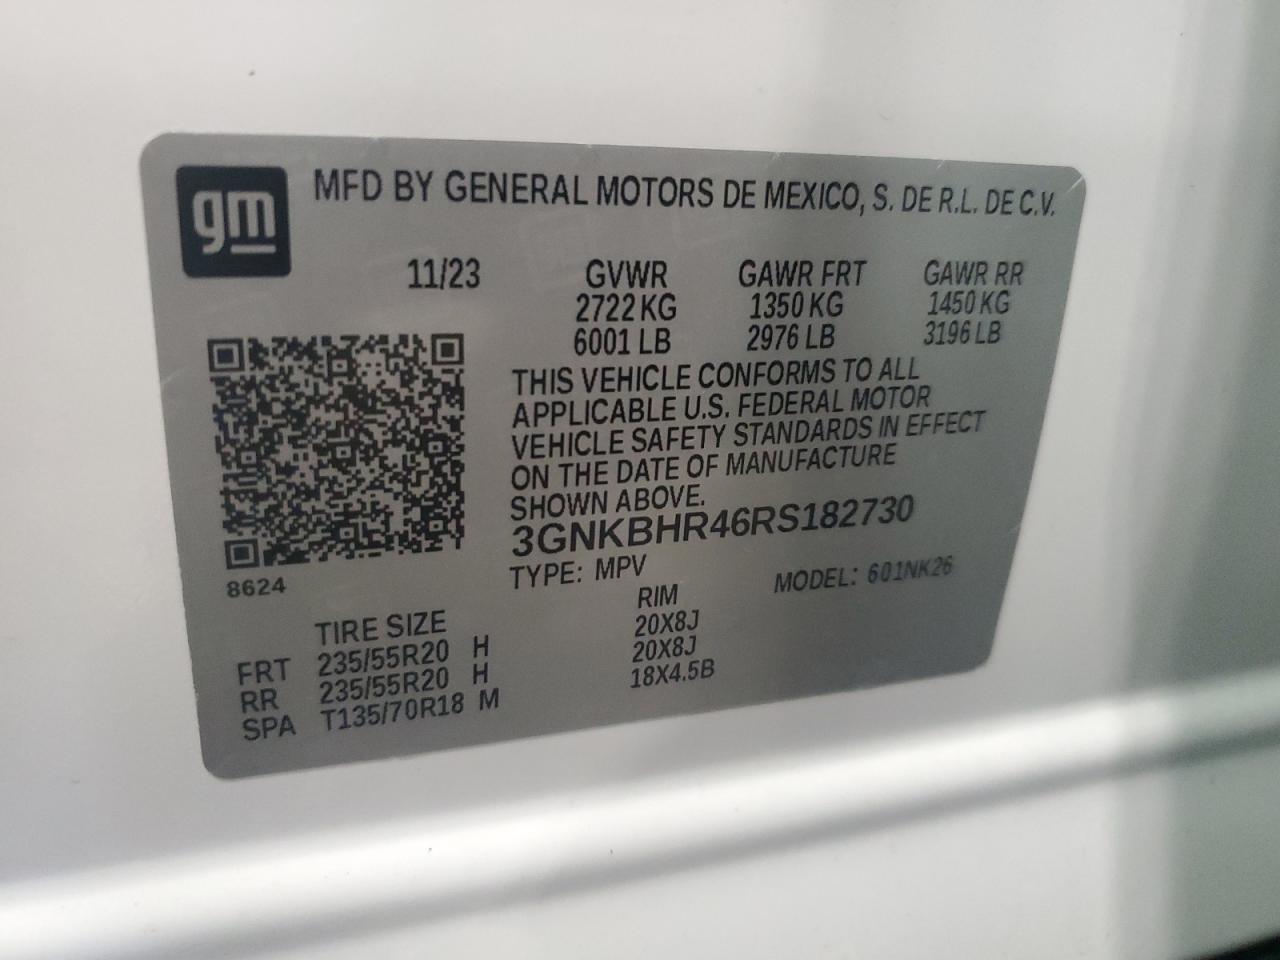 gm MFD BY GENERAL MOTORS DE MEXICO, S. DE R.L. DE C.V.
11/23 GVWR GAWR FRT GAWR RR
2722 KG 1350 KG 1450 KG
6001 LB 2976 LB 3196 LB
THIS VEHICLE CONFORMS TO ALL
APPLICABLE U.S. FEDERAL MOTOR
VEHICLE SAFETY STANDARDS IN EFFECT
ON THE DATE OF MANUFACTURE
SHOWN ABOVE.
3GNKBHR46RS182730
8624
TYPE: MPV MODEL: 601NK26
TIRE SIZE RIM
FRT 235/55R20 H 20X8J
RR 235/55R20 H 20X8J
SPA T135/70R18 M 18X4.5B